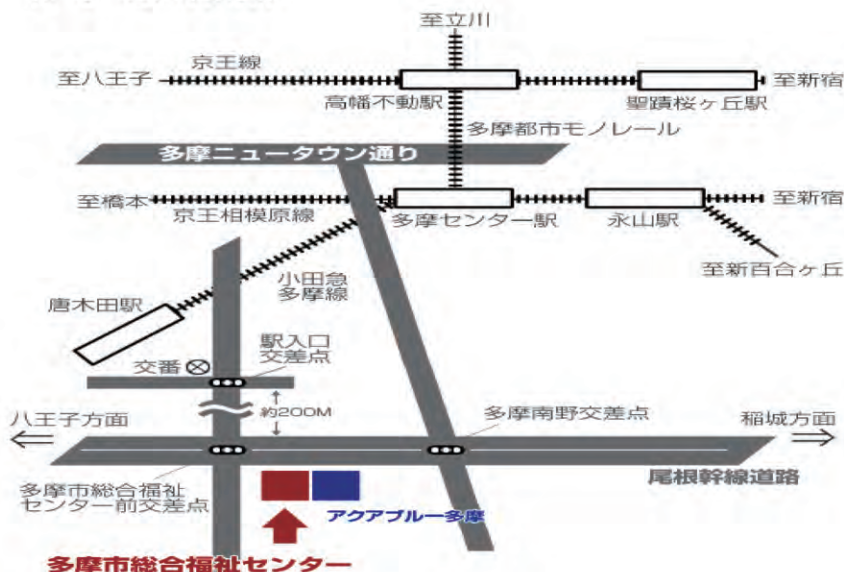 至立川
京王線
至八王子
至新宿
高幡不動駅
聖蹟桜ヶ丘駅
多摩都市モノレール
多摩ニュータウン通り
至橋本
至新宿
京王相模原線
多摩センター駅
永山駅
至新百合ヶ丘
小田急
多摩線
唐木田駅
駅入口
交差点
交番
約200M
八王子方面
多摩南野交差点
稲城方面
尾根幹線道路
多摩市総合福祉
センター前交差点
アクアブルー多摩
多摩市総合福祉センター